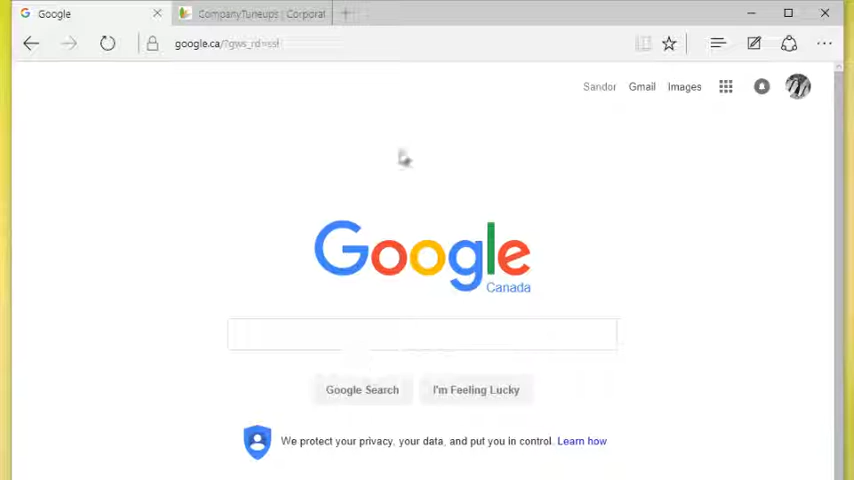 Google
CompanyTuneups | Corporat
google.ca/?gws_rd=ssl
Sandor Gmail Images
Google
Canada
Google Search I'm Feeling Lucky
We protect your privacy, your data, and put you in control. Learn how